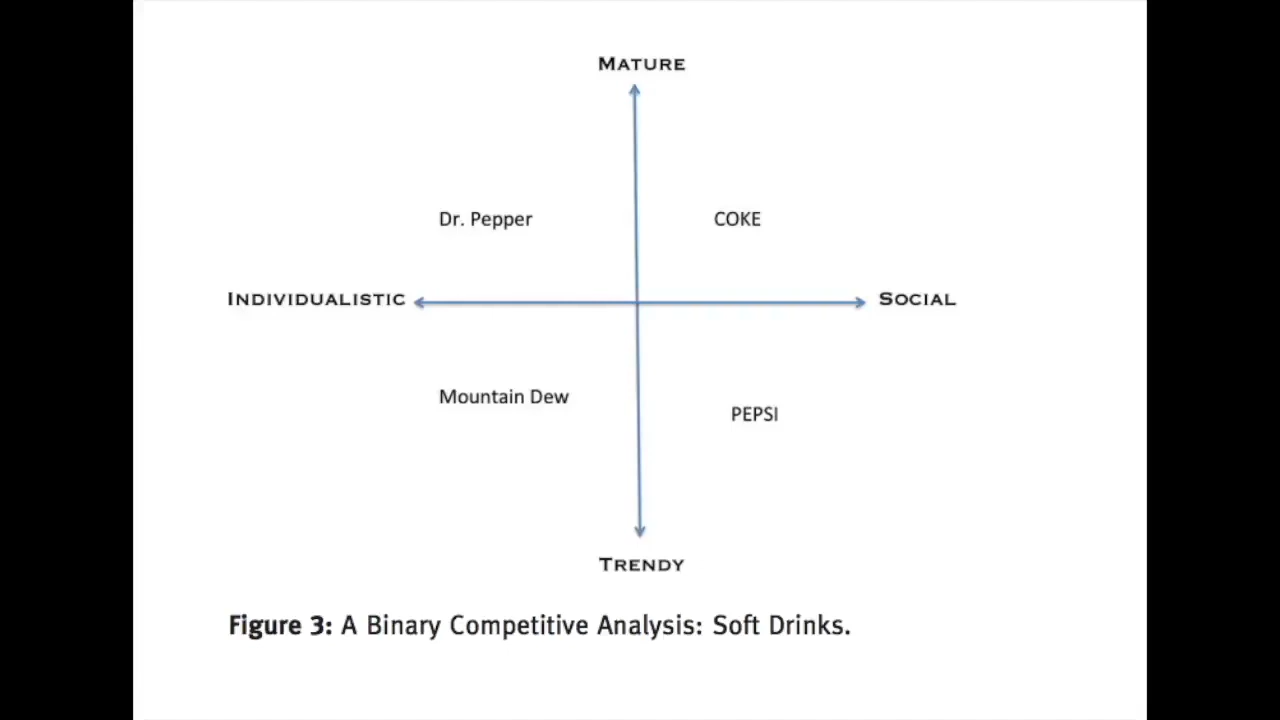 MATURE
Dr. Pepper
COKE
INDIVIDUALISTIC
SOCIAL
Mountain Dew
PEPSI
TRENDY
Figure 3: A Binary Competitive Analysis: Soft Drinks.